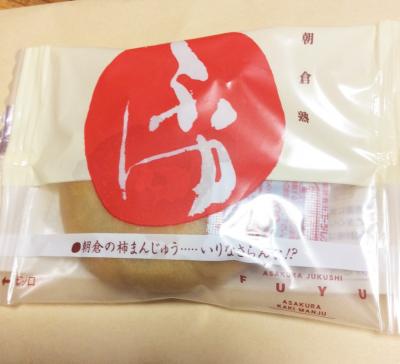 朝倉熟
ふゆ
●朝倉の柿まんじゅう……いりなさらんか!?
ASAKURA JUKUSHI
FUYU
ASAKURA
KAKI MANJU